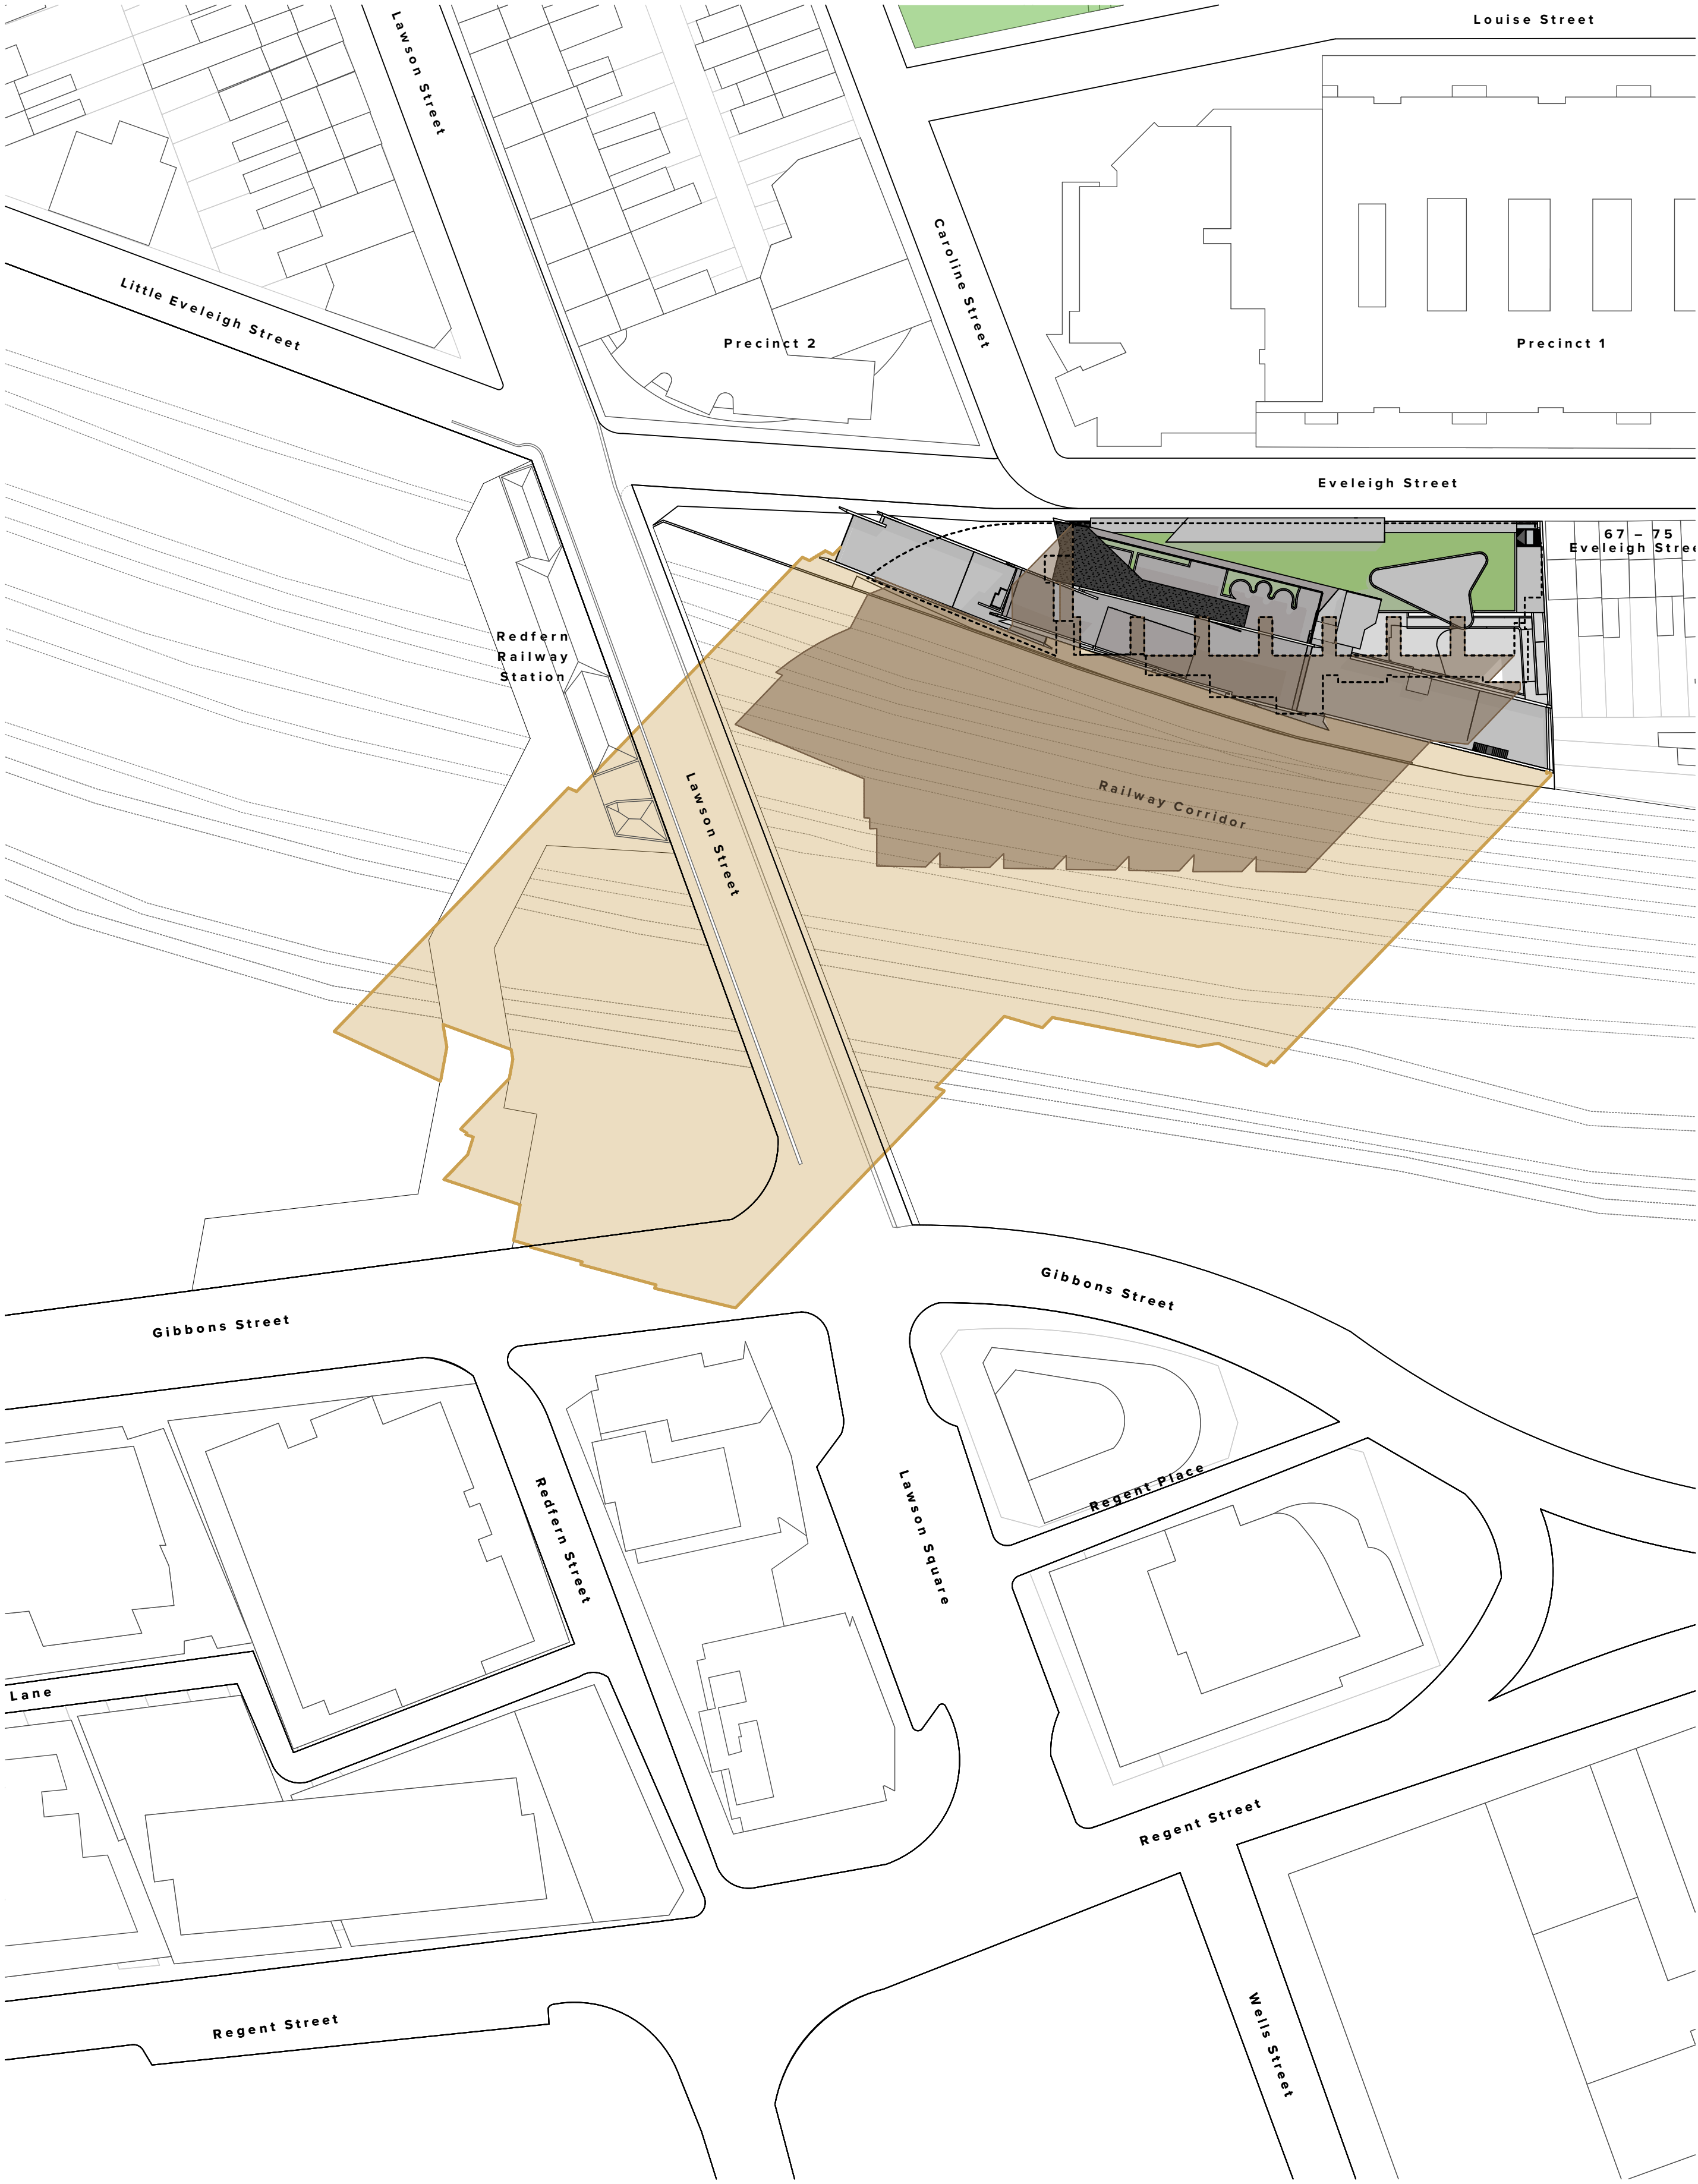 Louise Street
Lawson Street
Caroline Street
Little Eveleigh Street
Precinct 2
Precinct 1
Eveleigh Street
67 – 75
Eveleigh Stree
Redfern
Railway
Station
Lawson Street
Railway Corridor
Gibbons Street
Gibbons Street
Regent Place
Redfern Street
Lawson Square
Lane
Regent Street
Regent Street
Wells Street